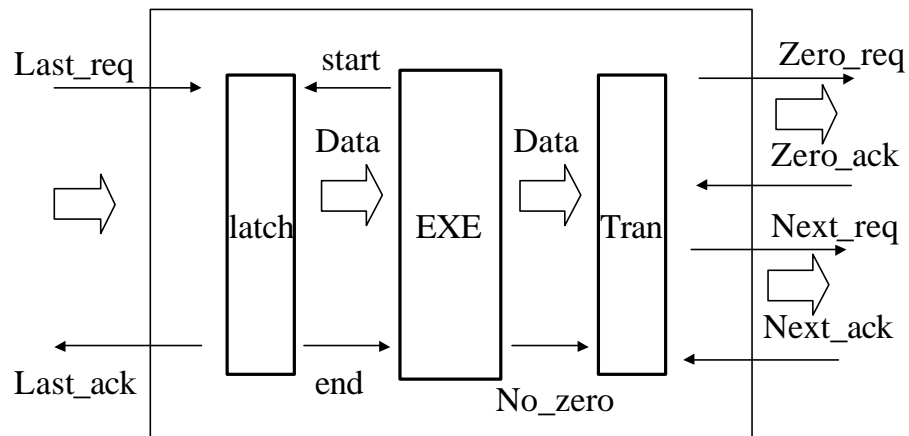 Last_req
start
Zero_req
Data
Data
Zero_ack
latch
EXE
Tran
Next_req
Next_ack
Last_ack
end
No_zero